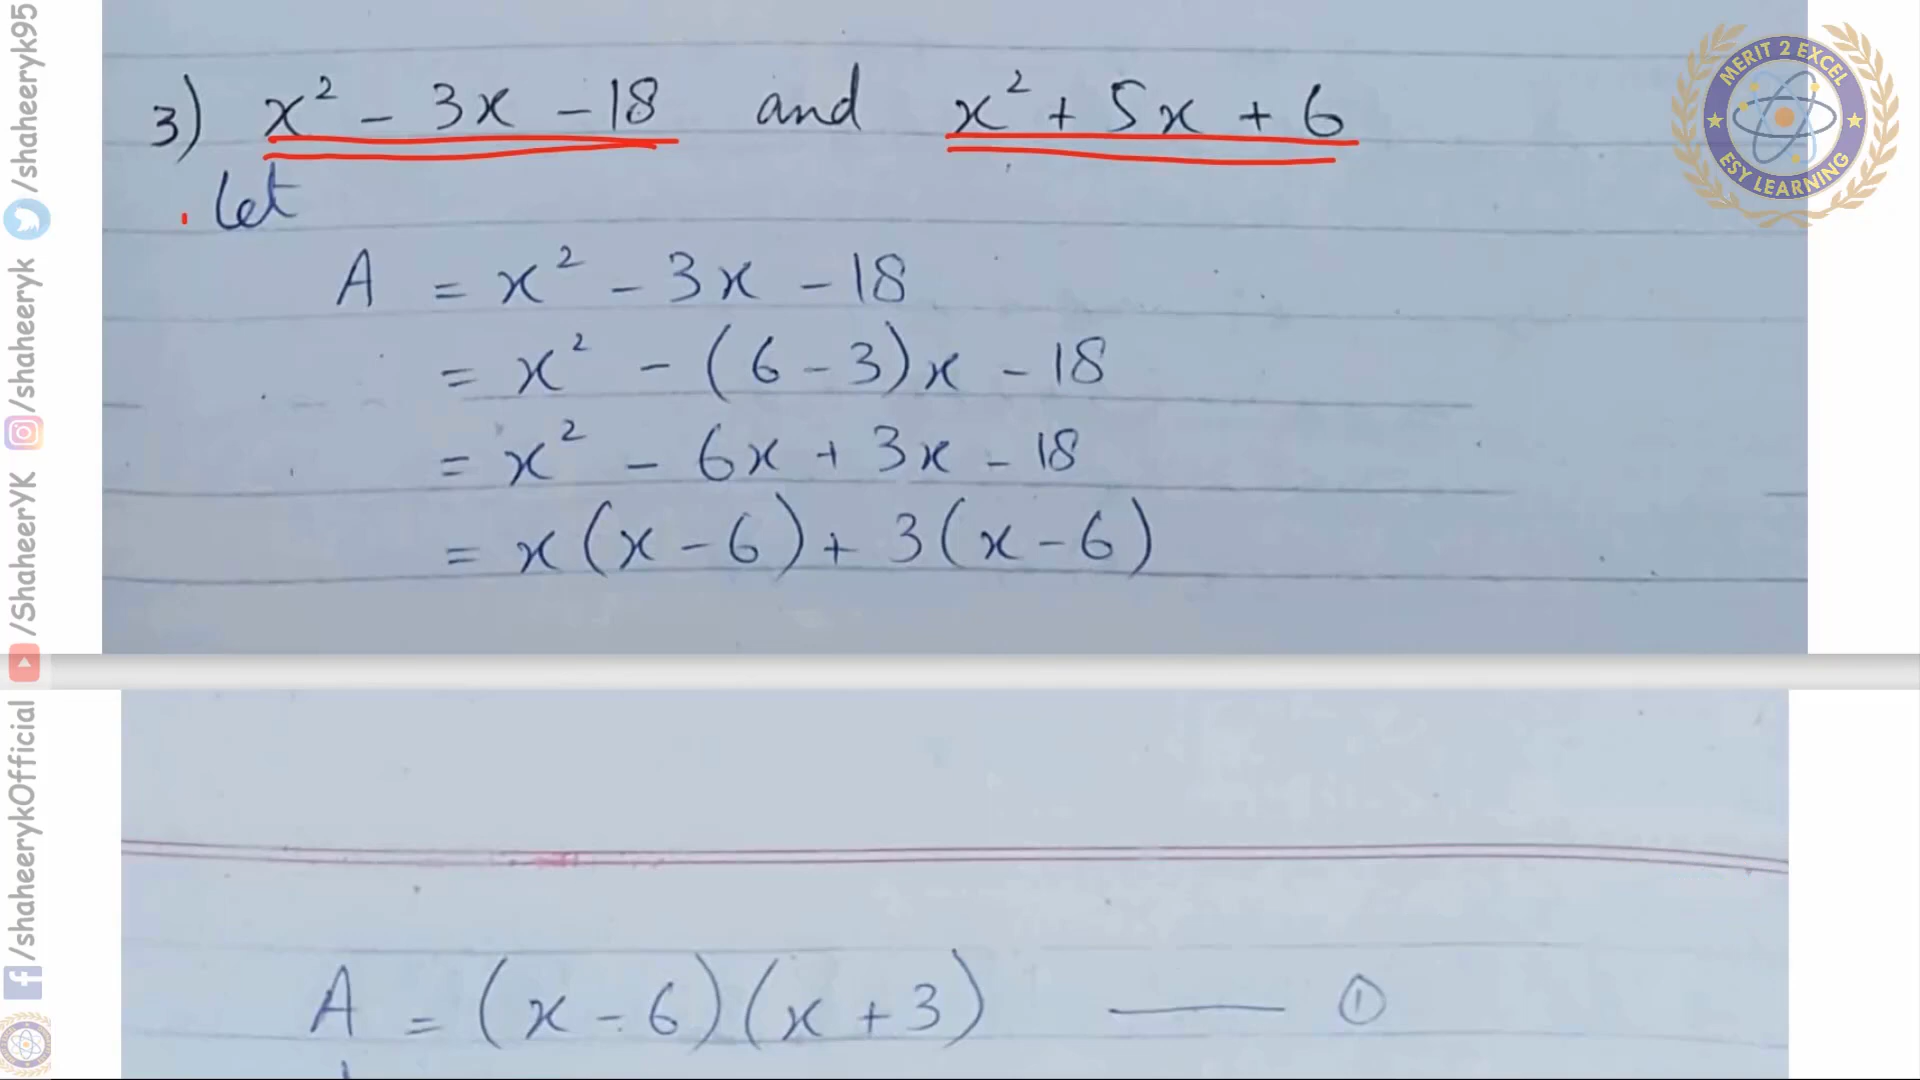 3) x² - 3x - 18 and x² + 5x + 6
Let
A = x² - 3x - 18
= x² - (6 - 3)x - 18
= x² - 6x + 3x - 18
= x(x - 6) + 3(x - 6)
A = (x - 6)(x + 3) —— ①
MERIT 2 EXCEL
ESY LEARNING
/shaheeryk95
/shaheeryk
/ShaheerYK
/shaheerykOfficial